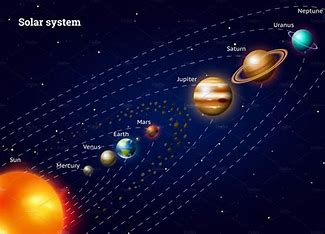 Solar system
Neptune
Uranus
Saturn
Jupiter
Mars
Earth
Venus
Mercury
Sun